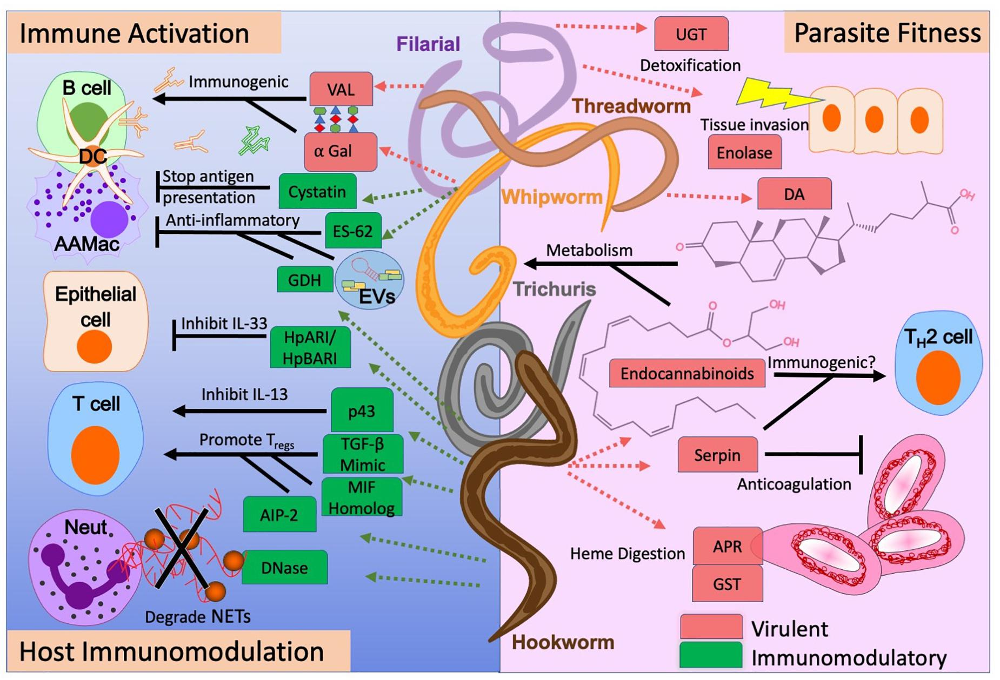 Immune Activation
Parasite Fitness
Filarial
UGT
Detoxification
B cell
Immunogenic
VAL
Threadworm
Tissue invasion
DC
α Gal
Enolase
Stop antigen
presentation
Cystatin
Whipworm
DA
OH
O
O
Anti-inflammatory
ES-62
AAMac
Metabolism
GDH
EVs
Trichuris
Epithelial
cell
O
OH
O
OH
Inhibit IL-33
HpARI/
HpBARI
TH2 cell
Endocannabinoids
Immunogenic?
T cell
Inhibit IL-13
p43
Promote Tregs
TGF-β
Mimic
Serpin
Anticoagulation
MIF
Homolog
AIP-2
Neut
DNase
Heme Digestion
APR
GST
Degrade NETs
Hookworm
Virulent
Immunomodulatory
Host Immunomodulation